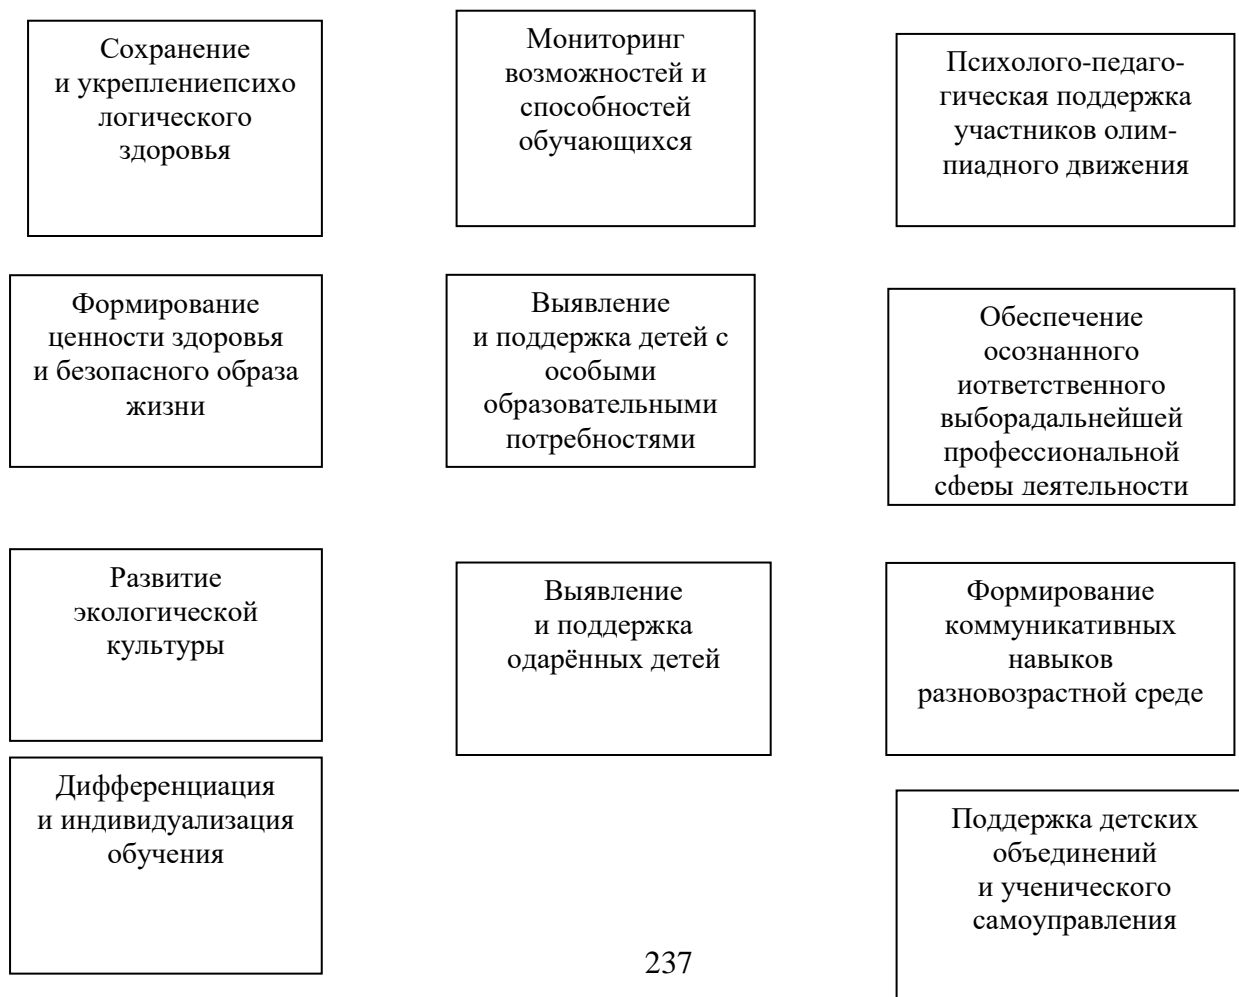 Сохранение
и укреплениепсихо
логического
здоровья
Мониторинг
возможностей и
способностей
обучающихся
Психолого-педаго-
гическая поддержка
участников олим-
пиадного движения
Формирование
ценности здоровья
и безопасного образа
жизни
Выявление
и поддержка детей с
особыми
образовательными
потребностями
Обеспечение
осознанного
иответственного
выборадальнейшей
профессиональной
сферы деятельности
Развитие
экологической
культуры
Выявление
и поддержка
одарённых детей
Формирование
коммуникативных
навыков
разновозрастной среде
Дифференциация
и индивидуализация
обучения
Поддержка детских
объединений
и ученического
самоуправления
237